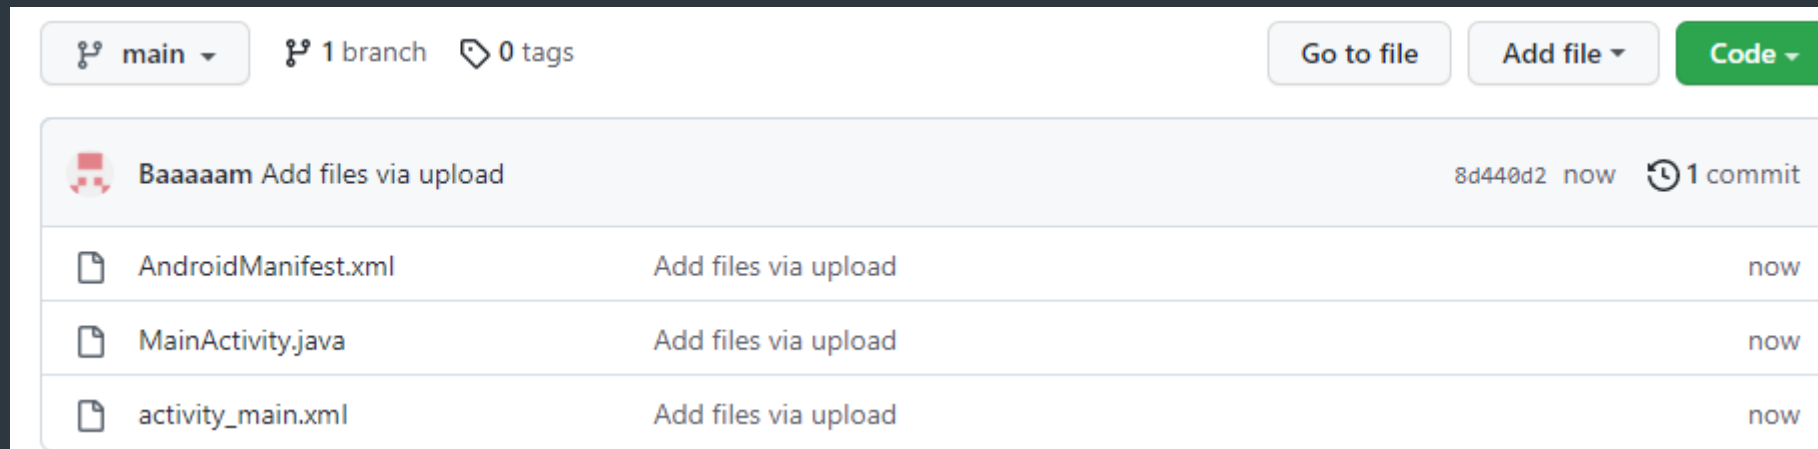 main 1 branch 0 tags Go to file Add file Code
Baaaaam Add files via upload 8d440d2 now 1 commit
AndroidManifest.xml Add files via upload now
MainActivity.java Add files via upload now
activity_main.xml Add files via upload now